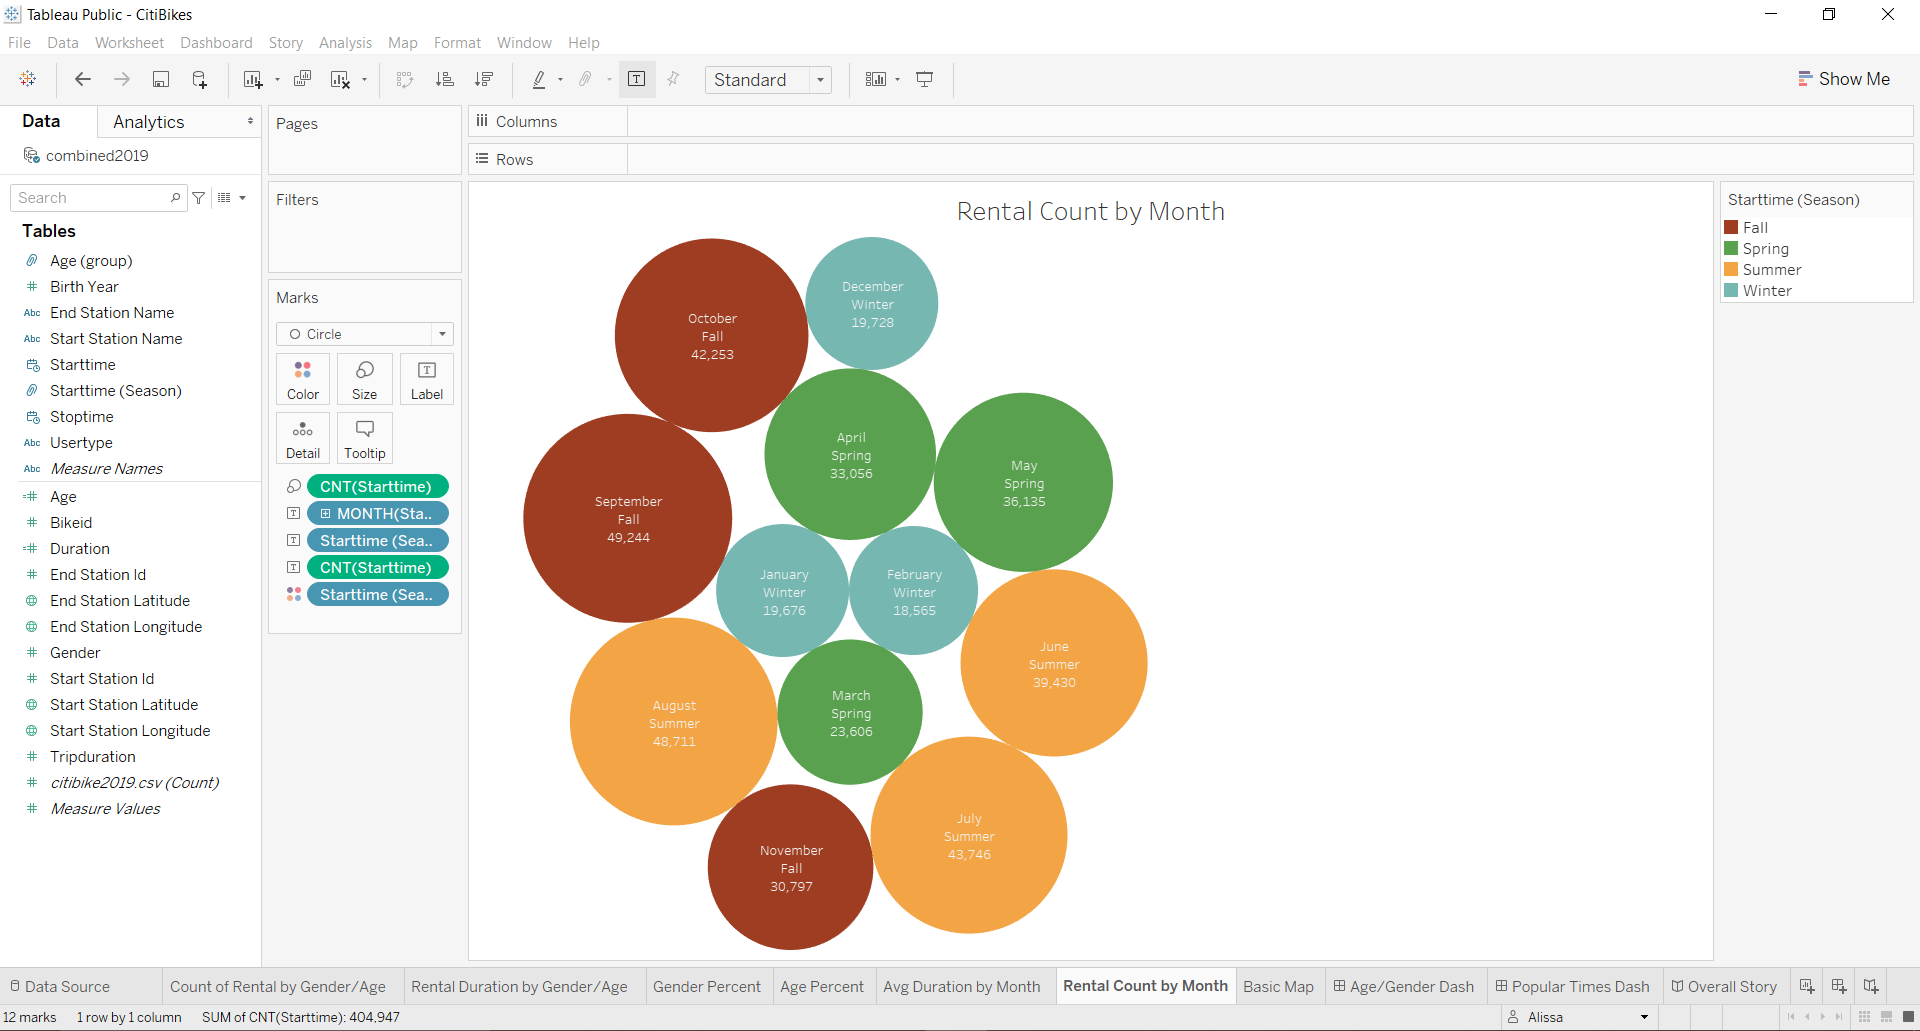 Tableau Public - CitiBikes
File Data Worksheet Dashboard Story Analysis Map Format Window Help
Standard
Show Me
Data
Analytics
combined2019
Search
Tables
Age (group)
# Birth Year
Abc End Station Name
Abc Start Station Name
Starttime
Starttime (Season)
Stoptime
Abc Usertype
Abc Measure Names
=# Age
# Bikeid
=# Duration
# End Station Id
End Station Latitude
End Station Longitude
# Gender
# Start Station Id
Start Station Latitude
Start Station Longitude
# Tripduration
# citibike2019.csv (Count)
# Measure Values
Pages
Filters
Marks
Circle
Color
Size
T
Label
Detail
Tooltip
CNT(Starttime)
T MONTH(Sta..
T Starttime (Sea..
T CNT(Starttime)
Starttime (Sea..
Columns
Rows
Rental Count by Month
October
Fall
42,253
December
Winter
19,728
April
Spring
33,056
May
Spring
36,135
September
Fall
49,244
January
Winter
19,676
February
Winter
18,565
June
Summer
39,430
August
Summer
48,711
March
Spring
23,606
July
Summer
43,746
November
Fall
30,797
Starttime (Season)
Fall
Spring
Summer
Winter
Data Source
Count of Rental by Gender/Age
Rental Duration by Gender/Age
Gender Percent
Age Percent
Avg Duration by Month
Rental Count by Month
Basic Map
Age/Gender Dash
Popular Times Dash
Overall Story
12 marks 1 row by 1 column SUM of CNT(Starttime): 404,947
Alissa